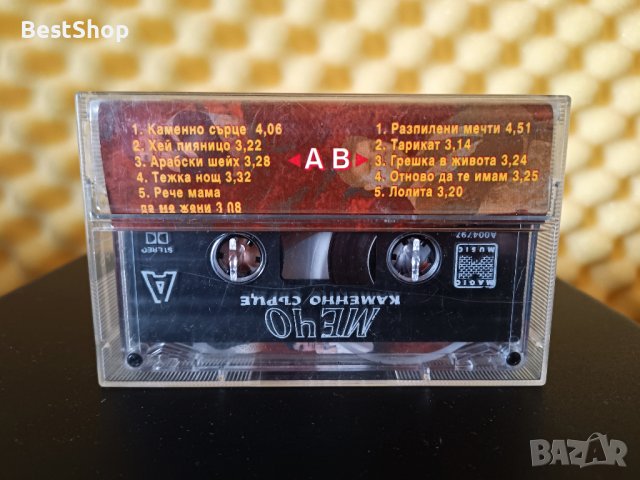 BestShop
1. Каменно сърце 4,06
2. Хей пияницо 3,22
3. Арабски шейх 3,28
4. Тежка нощ 3,32
5. Рече мама
да ме жени 3,08
A B
1. Разпилени мечти 4,51
2. Тарикат 3,14
3. Грешка в живота 3,24
4. Отново да те имам 3,25
5. Лолита 3,20
STEREO
A
A004797
MAGIC
MUSIC
КАМЕННО СЪРЦЕ
МЕЧО
BAZAR